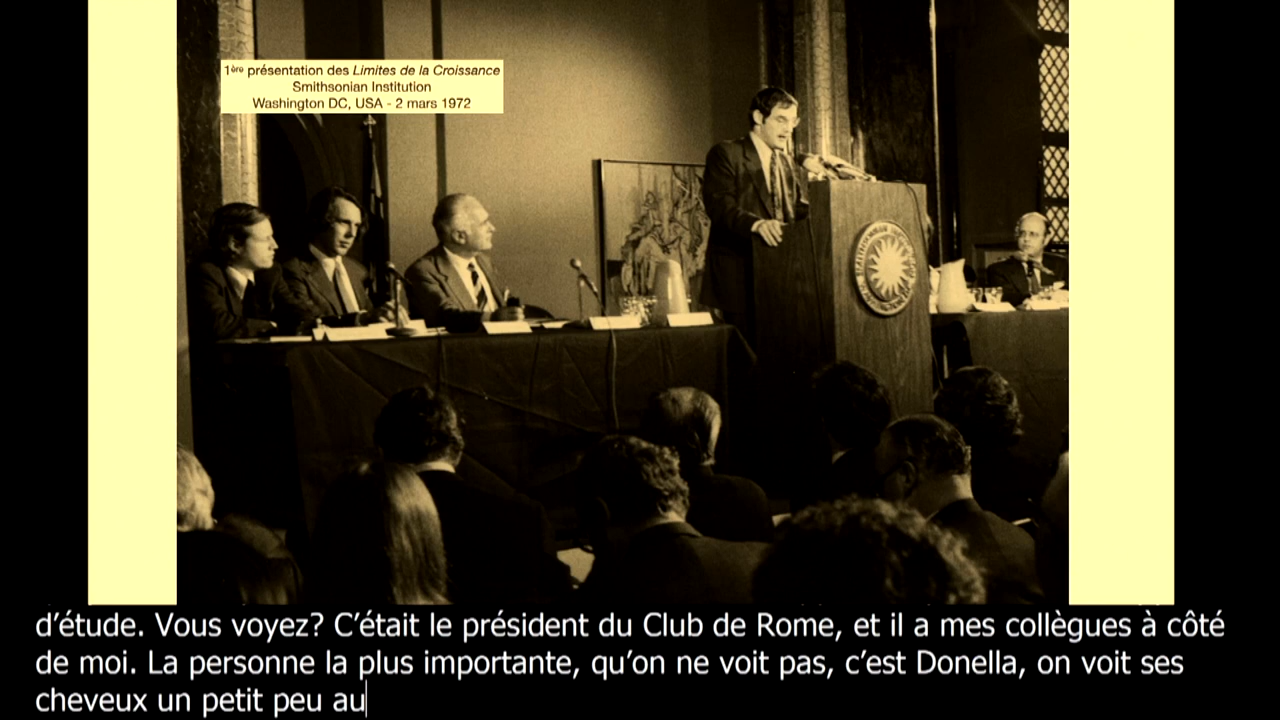 1ère présentation des Limites de la Croissance
Smithsonian Institution
Washington DC, USA - 2 mars 1972
d’étude. Vous voyez? C’était le président du Club de Rome, et il a mes collègues à côté
de moi. La personne la plus importante, qu’on ne voit pas, c’est Donella, on voit ses
cheveux un petit peu au